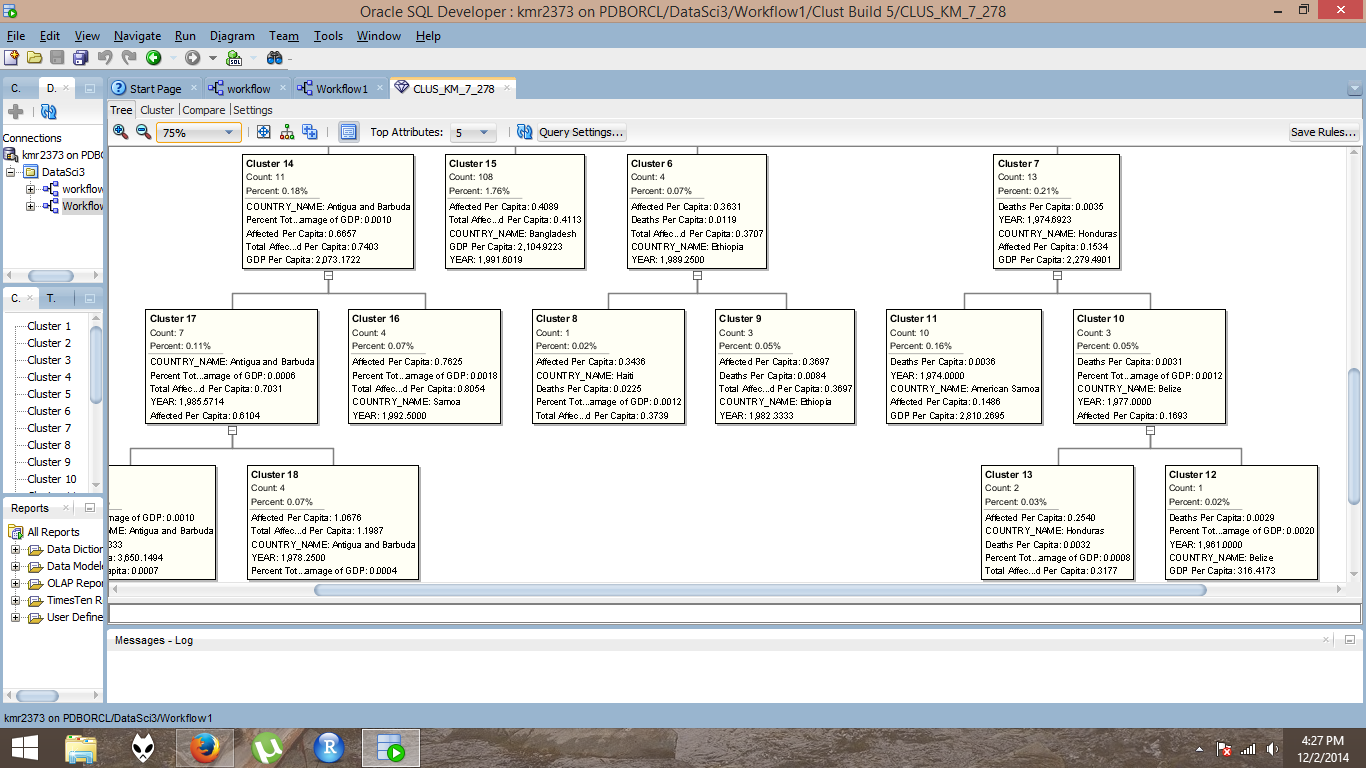 Oracle SQL Developer : kmr2373 on PDBORCL/DataSci3/Workflow1/Clust Build 5/CLUS_KM_7_278
File Edit View Navigate Run Diagram Team Tools Window Help
SQL
C. D.
Start Page workflow Workflow1 CLUS_KM_7_278
Tree Cluster Compare Settings
75% Top Attributes: 5 Query Settings... Save Rules...
Connections
kmr2373 on PDBO
DataSci3
workflow
Workflow
C. T.
Cluster 1
Cluster 2
Cluster 3
Cluster 4
Cluster 5
Cluster 6
Cluster 7
Cluster 8
Cluster 9
Cluster 10
Reports
All Reports
Data Diction
Data Modele
OLAP Repor
TimesTen R
User Define
Cluster 14
Count: 11
Percent: 0.18%
COUNTRY_NAME: Antigua and Barbuda
Percent Tot...amage of GDP: 0.0010
Affected Per Capita: 0.6657
Total Affec...d Per Capita: 0.7403
GDP Per Capita: 2,073.1722
Cluster 15
Count: 108
Percent: 1.76%
Affected Per Capita: 0.4089
Total Affec...d Per Capita: 0.4113
COUNTRY_NAME: Bangladesh
GDP Per Capita: 2,104.9223
YEAR: 1,991.6019
Cluster 6
Count: 4
Percent: 0.07%
Affected Per Capita: 0.3631
Deaths Per Capita: 0.0119
Total Affec...d Per Capita: 0.3707
COUNTRY_NAME: Ethiopia
YEAR: 1,989.2500
Cluster 7
Count: 13
Percent: 0.21%
Deaths Per Capita: 0.0035
YEAR: 1,974.6923
COUNTRY_NAME: Honduras
Affected Per Capita: 0.1534
GDP Per Capita: 2,279.4901
Cluster 17
Count: 7
Percent: 0.11%
COUNTRY_NAME: Antigua and Barbuda
Percent Tot...amage of GDP: 0.0006
Total Affec...d Per Capita: 0.7031
YEAR: 1,985.5714
Affected Per Capita: 0.6104
Cluster 16
Count: 4
Percent: 0.07%
Affected Per Capita: 0.7625
Percent Tot...amage of GDP: 0.0018
Total Affec...d Per Capita: 0.8054
COUNTRY_NAME: Samoa
YEAR: 1,992.5000
Cluster 8
Count: 1
Percent: 0.02%
Affected Per Capita: 0.3436
COUNTRY_NAME: Haiti
Deaths Per Capita: 0.0225
Percent Tot...amage of GDP: 0.0012
Total Affec...d Per Capita: 0.3739
Cluster 9
Count: 3
Percent: 0.05%
Affected Per Capita: 0.3697
Deaths Per Capita: 0.0084
Total Affec...d Per Capita: 0.3697
COUNTRY_NAME: Ethiopia
YEAR: 1,982.3333
Cluster 11
Count: 10
Percent: 0.16%
Deaths Per Capita: 0.0036
YEAR: 1,974.0000
COUNTRY_NAME: American Samoa
Affected Per Capita: 0.1486
GDP Per Capita: 2,810.2695
Cluster 10
Count: 3
Percent: 0.05%
Deaths Per Capita: 0.0031
Percent Tot...amage of GDP: 0.0012
COUNTRY_NAME: Belize
YEAR: 1,977.0000
Affected Per Capita: 0.1693
mage of GDP: 0.0010
ME: Antigua and Barbuda
333
a: 3,650.1494
capita: 0.0007
Cluster 18
Count: 4
Percent: 0.07%
Affected Per Capita: 1.0676
Total Affec...d Per Capita: 1.1987
COUNTRY_NAME: Antigua and Barbuda
YEAR: 1,978.2500
Percent Tot...amage of GDP: 0.0004
Cluster 13
Count: 2
Percent: 0.03%
Affected Per Capita: 0.2540
COUNTRY_NAME: Honduras
Deaths Per Capita: 0.0032
Percent Tot...amage of GDP: 0.0008
Total Affec...d Per Capita: 0.3177
Cluster 12
Count: 1
Percent: 0.02%
Deaths Per Capita: 0.0029
Percent Tot...amage of GDP: 0.0020
YEAR: 1,961.0000
COUNTRY_NAME: Belize
GDP Per Capita: 316.4173
Messages - Log
kmr2373 on PDBORCL/DataSci3/Workflow1
4:27 PM
12/2/2014